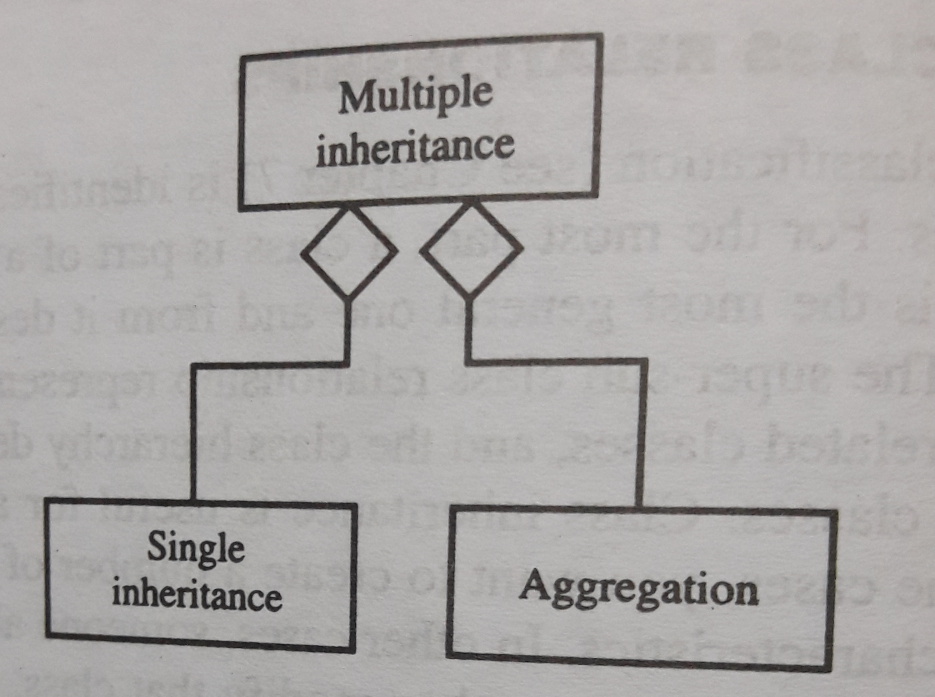 Multiple
inheritance
Single
inheritance
Aggregation